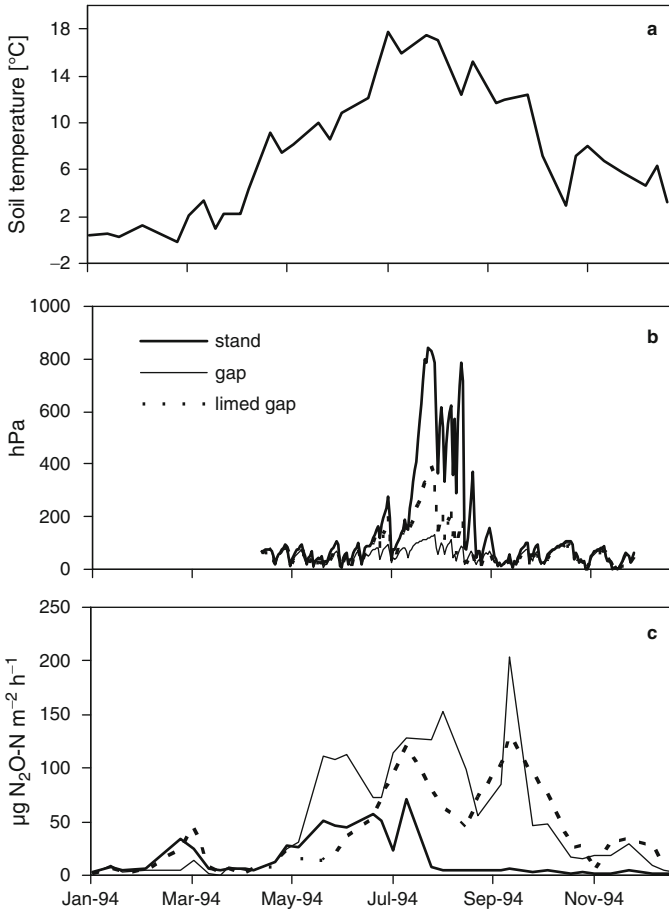 a
Soil temperature [°C]
18
14
10
6
2
–2
b
hPa
1000
800
600
400
200
0
stand
gap
limed gap
c
µg N₂O-N m⁻² h⁻¹
250
200
150
100
50
0
Jan-94 Mar-94 May-94 Jul-94 Sep-94 Nov-94